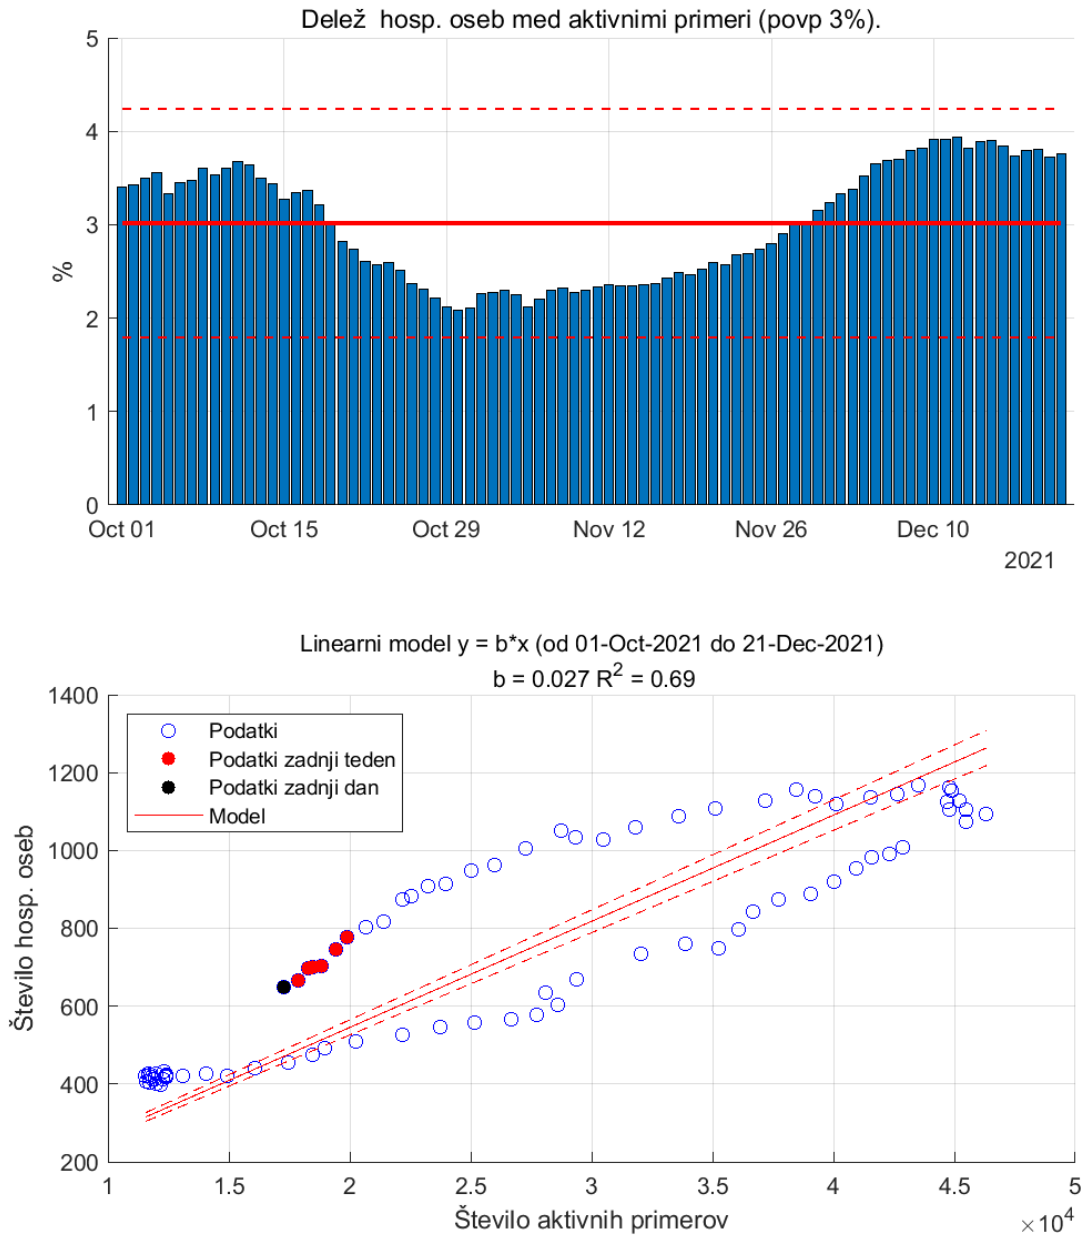 Delež  hosp. oseb med aktivnimi primeri (povp 3%).
5
4
3
2
1
0
%
Oct 01 Oct 15 Oct 29 Nov 12 Nov 26 Dec 10
2021
Linearni model y = b*x (od 01-Oct-2021 do 21-Dec-2021)
b = 0.027 R² = 0.69
1400
1200
1000
800
600
400
200
Število hosp. oseb
Podatki
Podatki zadnji teden
Podatki zadnji dan
Model
1 1.5 2 2.5 3 3.5 4 4.5 5
Število aktivnih primerov
×10⁴